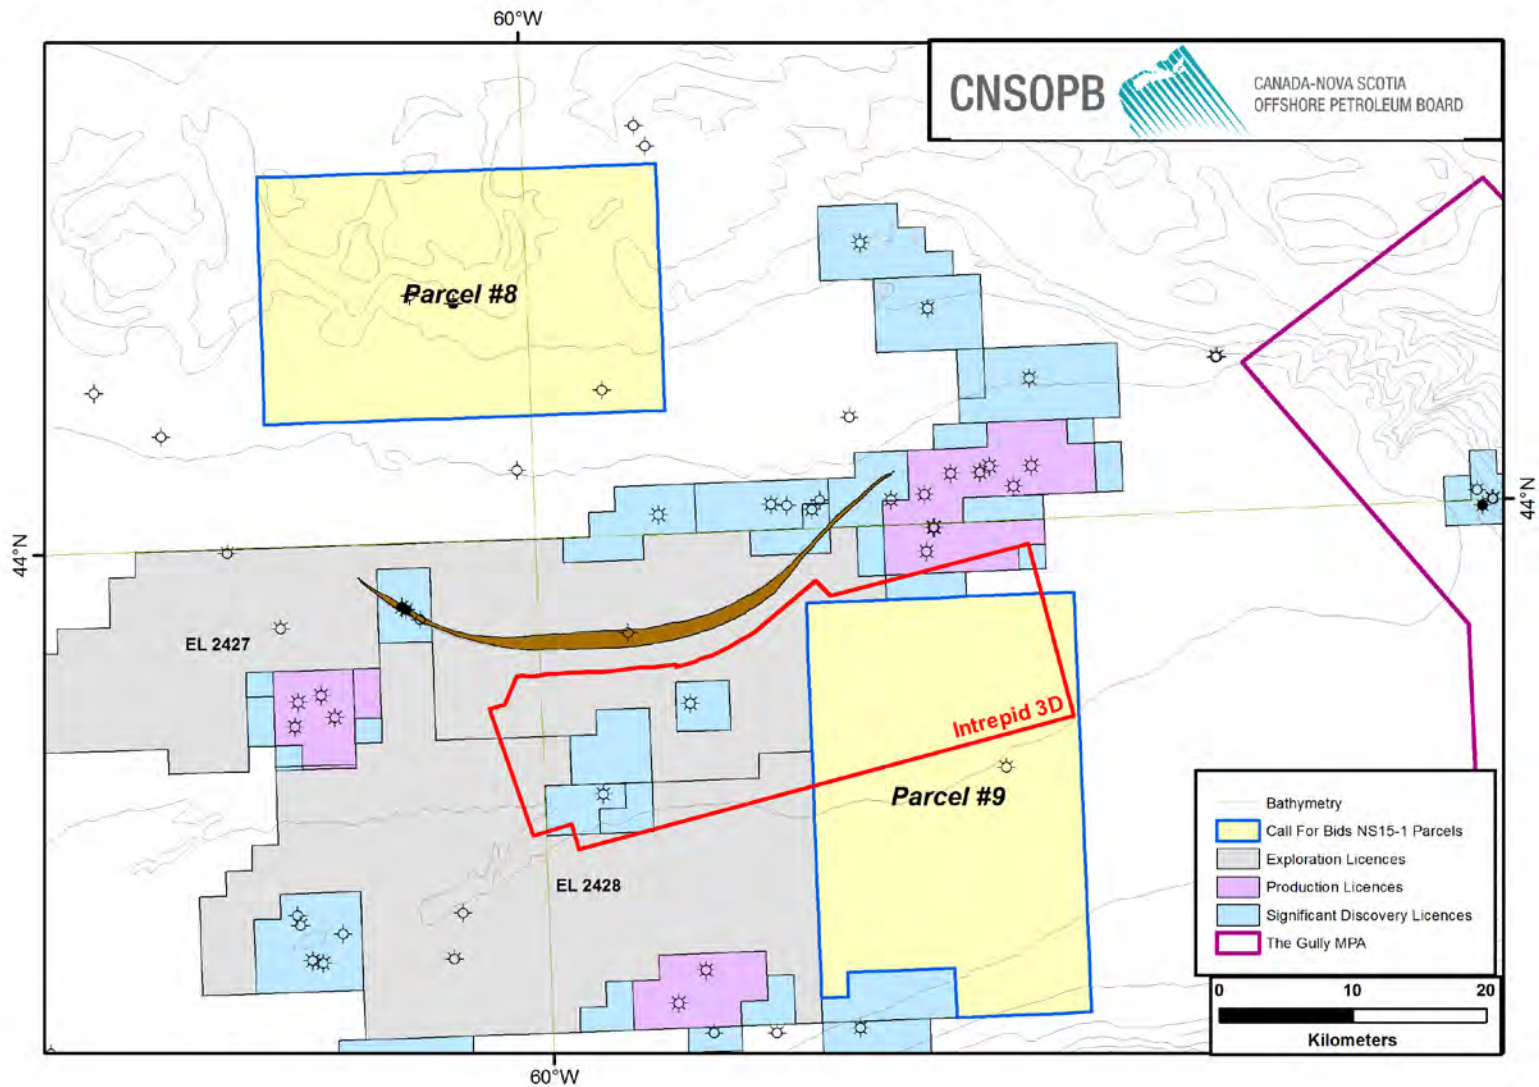 60°W
CNSOPB
CANADA-NOVA SCOTIA
OFFSHORE PETROLEUM BOARD
Parcel #8
44°N
44°N
EL 2427
Intrepid 3D
Parcel #9
EL 2428
Bathymetry
Call For Bids NS15-1 Parcels
Exploration Licences
Production Licences
Significant Discovery Licences
The Gully MPA
0 10 20
Kilometers
60°W